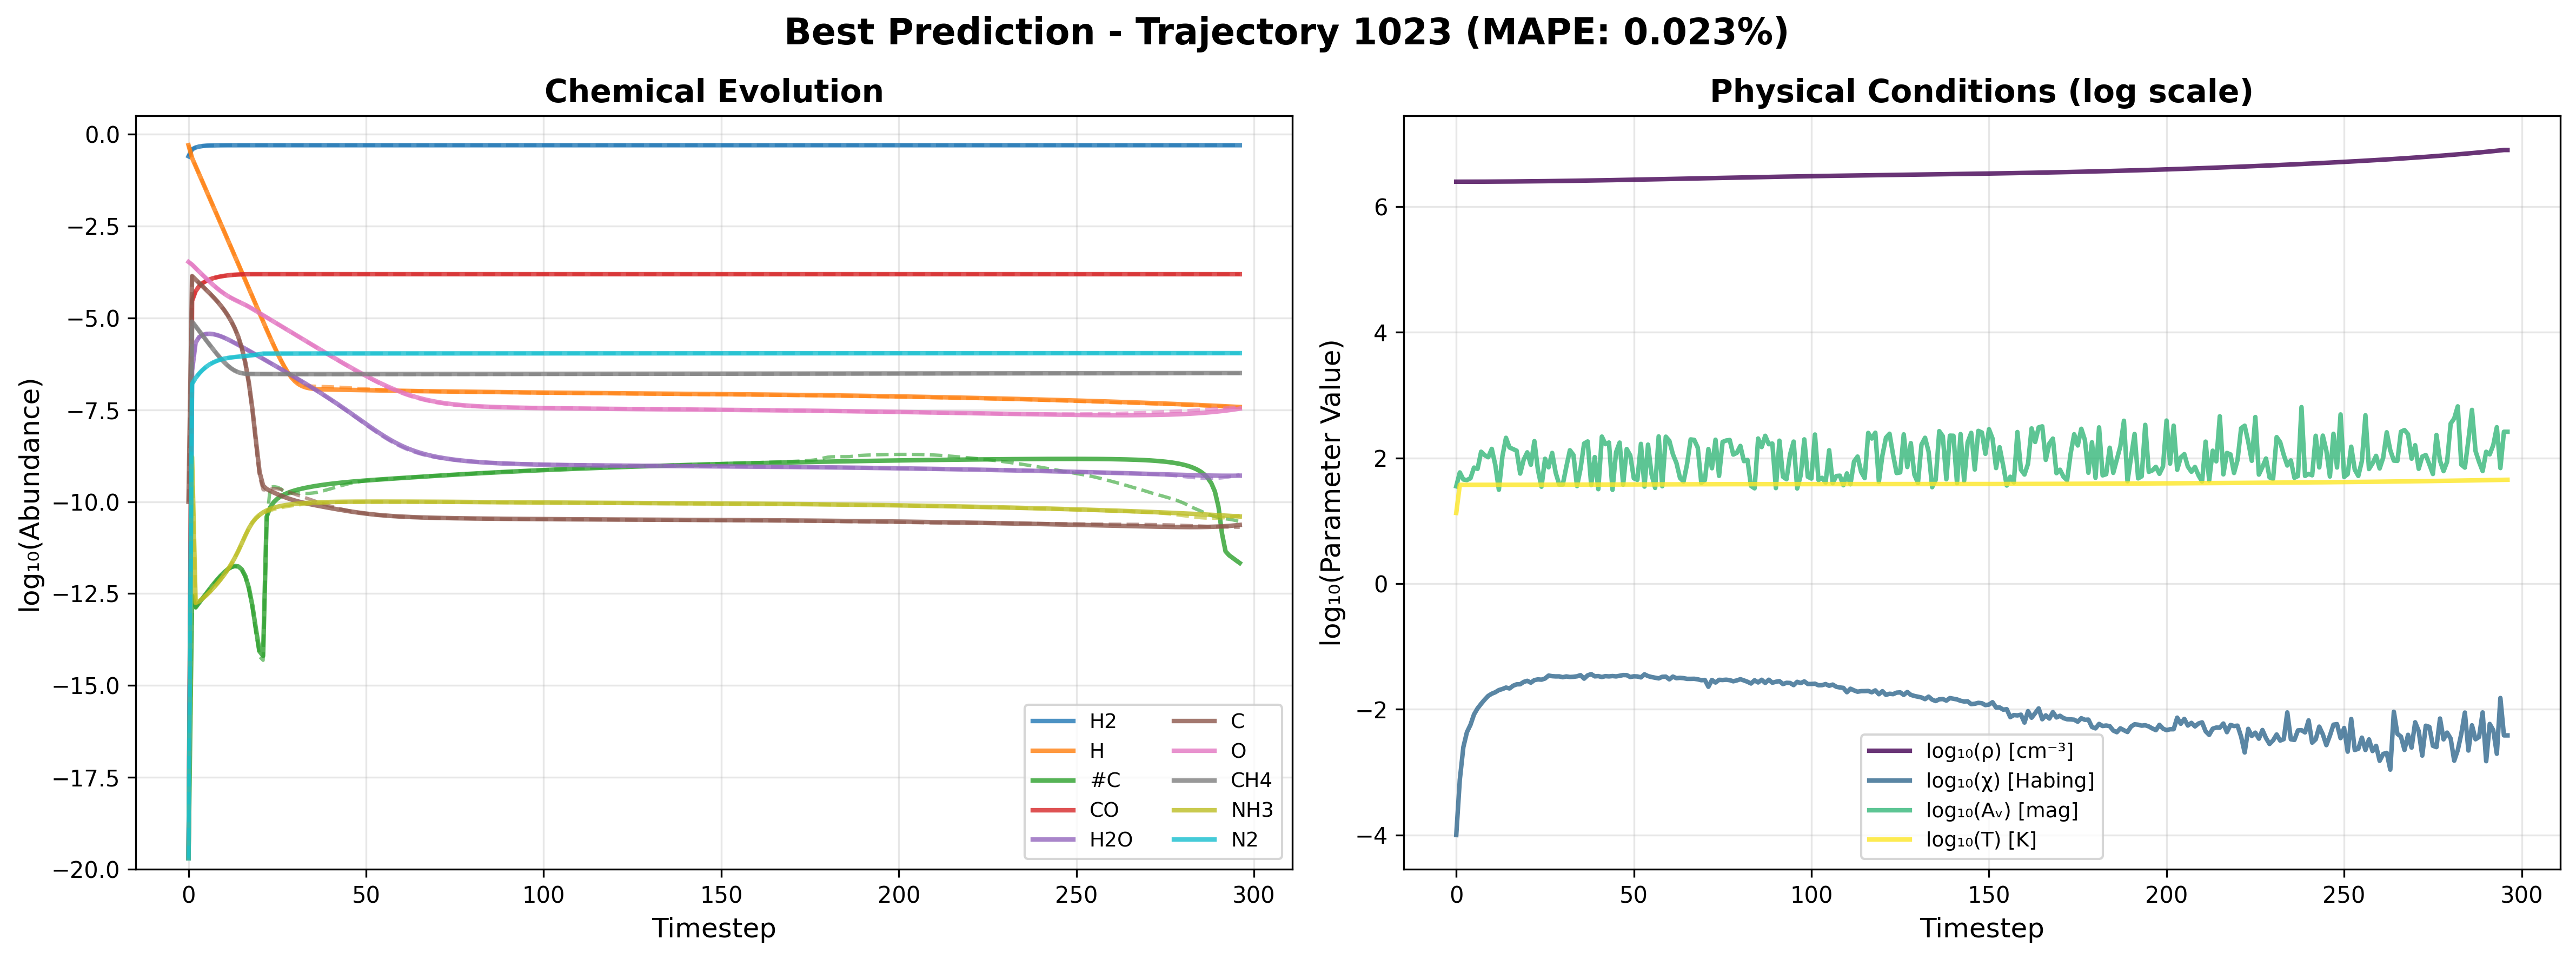 Best Prediction - Trajectory 1023 (MAPE: 0.023%)
Chemical Evolution
log₁₀(Abundance)
0.0
−2.5
−5.0
−7.5
−10.0
−12.5
−15.0
−17.5
−20.0
0 50 100 150 200 250 300
Timestep
H2 C
H O
#C CH4
CO NH3
H2O N2
Physical Conditions (log scale)
log₁₀(Parameter Value)
6
4
2
0
−2
−4
0 50 100 150 200 250 300
Timestep
log₁₀(ρ) [cm⁻³]
log₁₀(χ) [Habing]
log₁₀(Aᵥ) [mag]
log₁₀(T) [K]